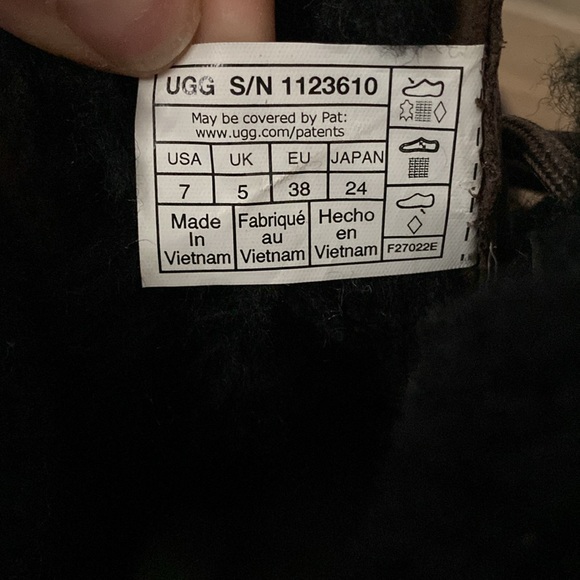 UGG S/N 1123610
May be covered by Pat:
www.ugg.com/patents
USA UK EU JAPAN
7 5 38 24
Made In Vietnam
Fabriqué au Vietnam
Hecho en Vietnam
F27022E